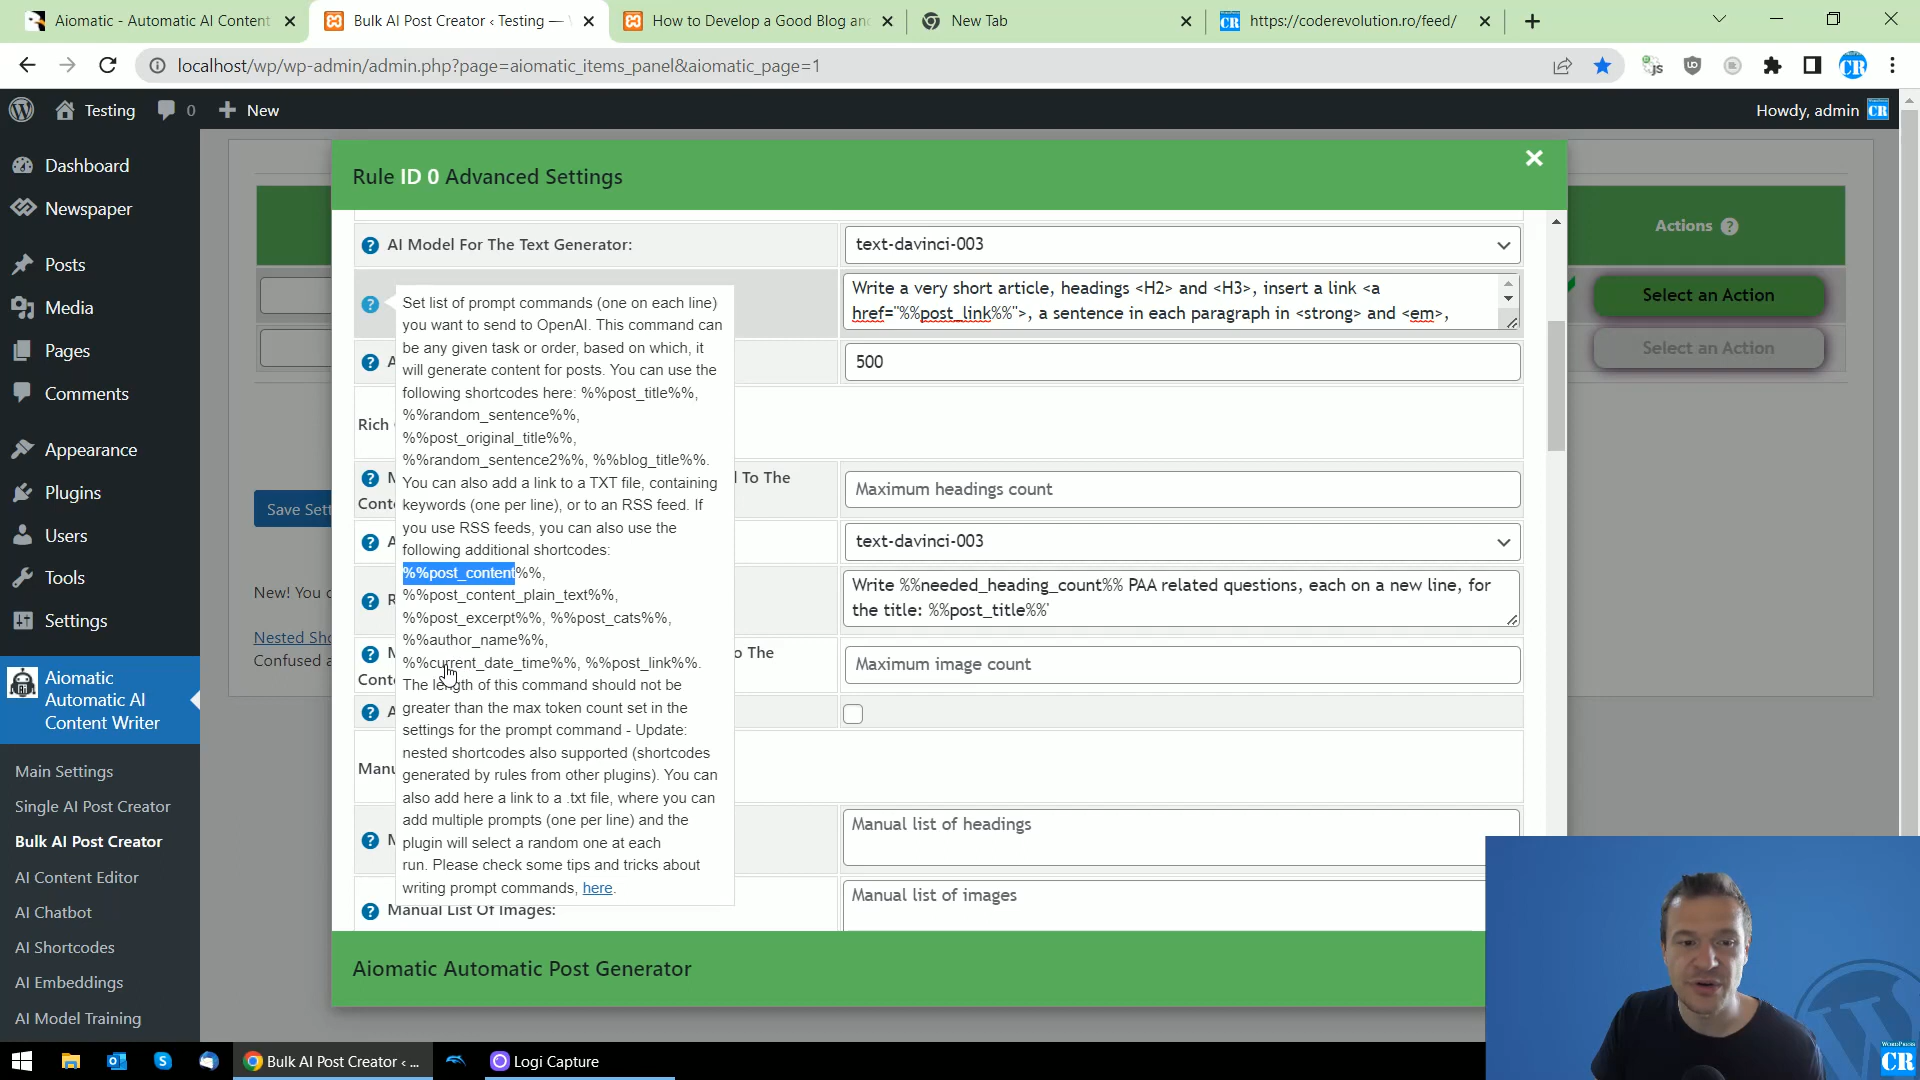 Aiomatic - Automatic AI Content
Bulk AI Post Creator ‹ Testing —
How to Develop a Good Blog and
New Tab
https://coderevolution.ro/feed/
localhost/wp/wp-admin/admin.php?page=aiomatic_items_panel&aiomatic_page=1
Testing
0
New
Howdy, admin
Dashboard
Newspaper
Posts
Media
Pages
Comments
Appearance
Plugins
Users
Tools
Settings
Aiomatic
Automatic AI
Content Writer
Main Settings
Single AI Post Creator
Bulk AI Post Creator
AI Content Editor
AI Chatbot
AI Shortcodes
AI Embeddings
AI Model Training
Save Sett
New! You c
Nested Sho
Confused a
Rule ID 0 Advanced Settings
AI Model For The Text Generator:
text-davinci-003
Write a very short article, headings <H2> and <H3>, insert a link <a
href="%%post_link%%">, a sentence in each paragraph in <strong> and <em>,
500
Rich
To The
Conte
Maximum headings count
text-davinci-003
Write %%needed_heading_count%% PAA related questions, each on a new line, for
the title: %%post_title%%'
o The
Conte
Maximum image count
Manu
Manual list of headings
Manual List Of Images:
Manual list of images
Set list of prompt commands (one on each line)
you want to send to OpenAI. This command can
be any given task or order, based on which, it
will generate content for posts. You can use the
following shortcodes here: %%post_title%%,
%%random_sentence%%,
%%post_original_title%%,
%%random_sentence2%%, %%blog_title%%.
You can also add a link to a TXT file, containing
keywords (one per line), or to an RSS feed. If
you use RSS feeds, you can also use the
following additional shortcodes:
%%post_content%%,
%%post_content_plain_text%%,
%%post_excerpt%%, %%post_cats%%,
%%author_name%%,
%%current_date_time%%, %%post_link%%.
The length of this command should not be
greater than the max token count set in the
settings for the prompt command - Update:
nested shortcodes also supported (shortcodes
generated by rules from other plugins). You can
also add here a link to a .txt file, where you can
add multiple prompts (one per line) and the
plugin will select a random one at each
run. Please check some tips and tricks about
writing prompt commands, here.
Aiomatic Automatic Post Generator
Actions
Select an Action
Select an Action
Bulk AI Post Creator ‹ ...
Logi Capture
WORDPRESS
CR